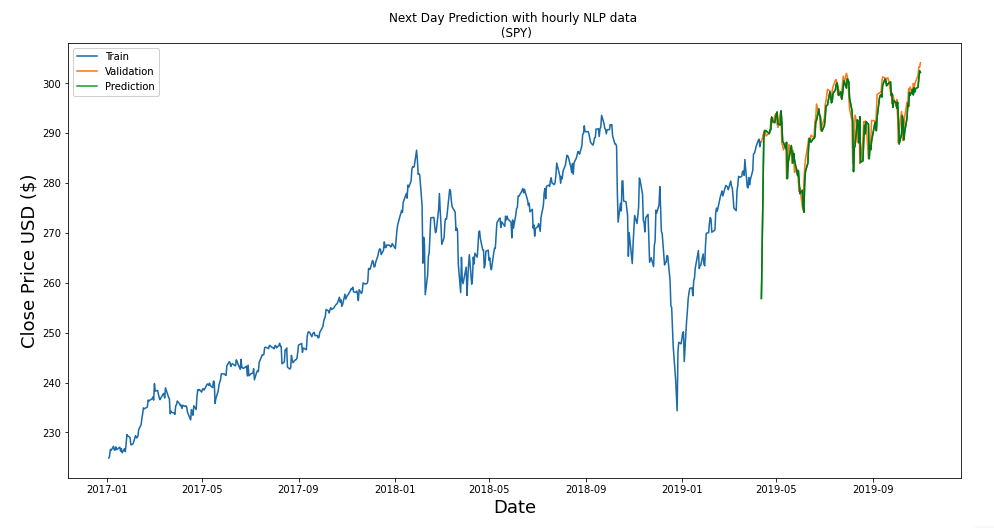 Next Day Prediction with hourly NLP data
(SPY)
Train
Validation
Prediction
Close Price USD ($)
300
290
280
270
260
250
240
230
2017-01 2017-05 2017-09 2018-01 2018-05 2018-09 2019-01 2019-05 2019-09
Date